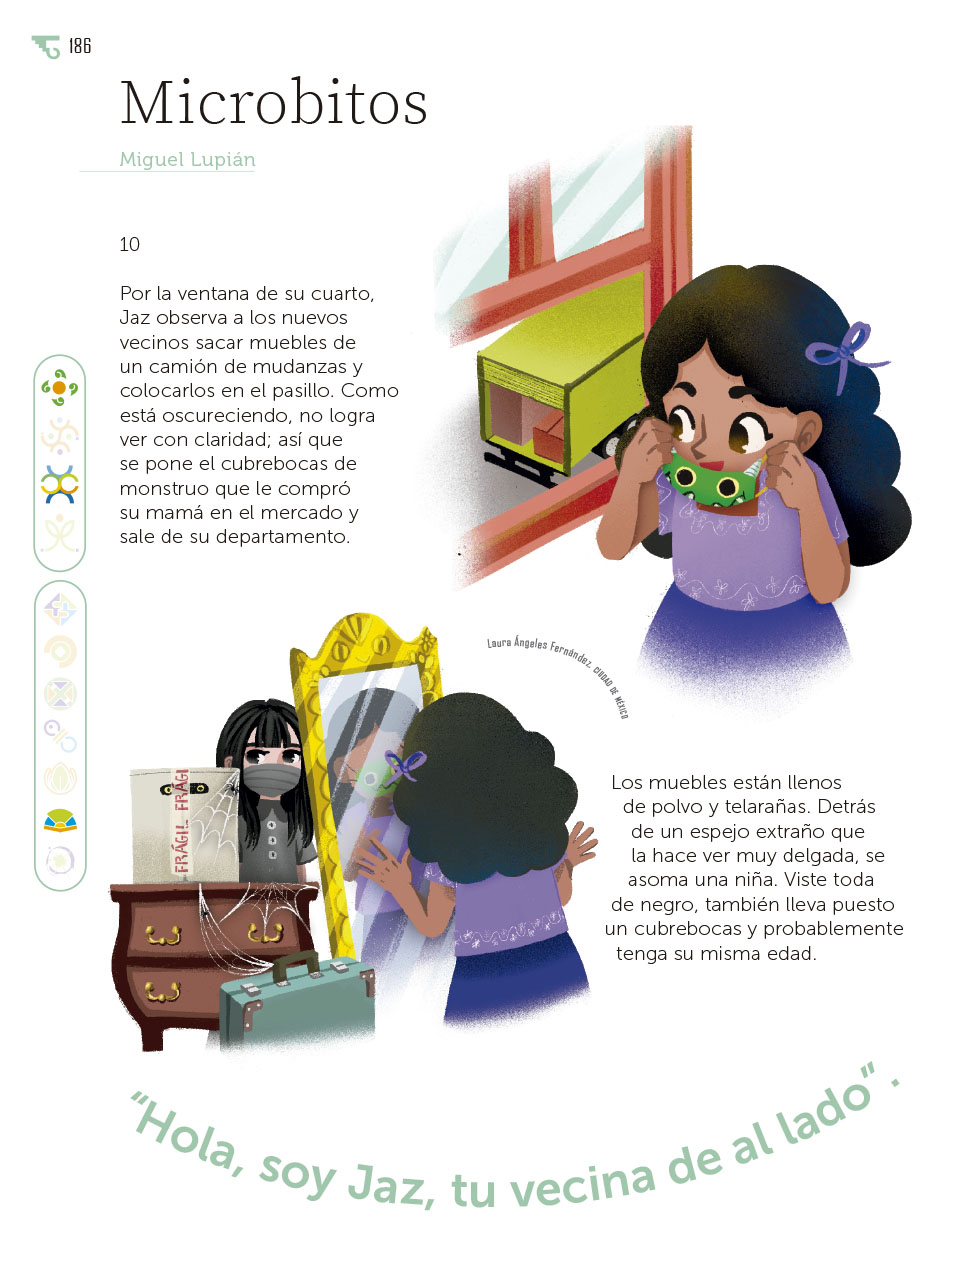 186
Microbitos
Miguel Lupián
10
Por la ventana de su cuarto,
Jaz observa a los nuevos
vecinos sacar muebles de
un camión de mudanzas y
colocarlos en el pasillo. Como
está oscureciendo, no logra
ver con claridad; así que
se pone el cubrebocas de
monstruo que le compró
su mamá en el mercado y
sale de su departamento.
Laura Ángeles Fernández, CIUDAD DE MÉXICO
FRÁGIL FRÁGI
Los muebles están llenos
de polvo y telarañas. Detrás
de un espejo extraño que
la hace ver muy delgada, se
asoma una niña. Viste toda
de negro, también lleva puesto
un cubrebocas y probablemente
tenga su misma edad.
“Hola, soy Jaz, tu vecina de al lado”.